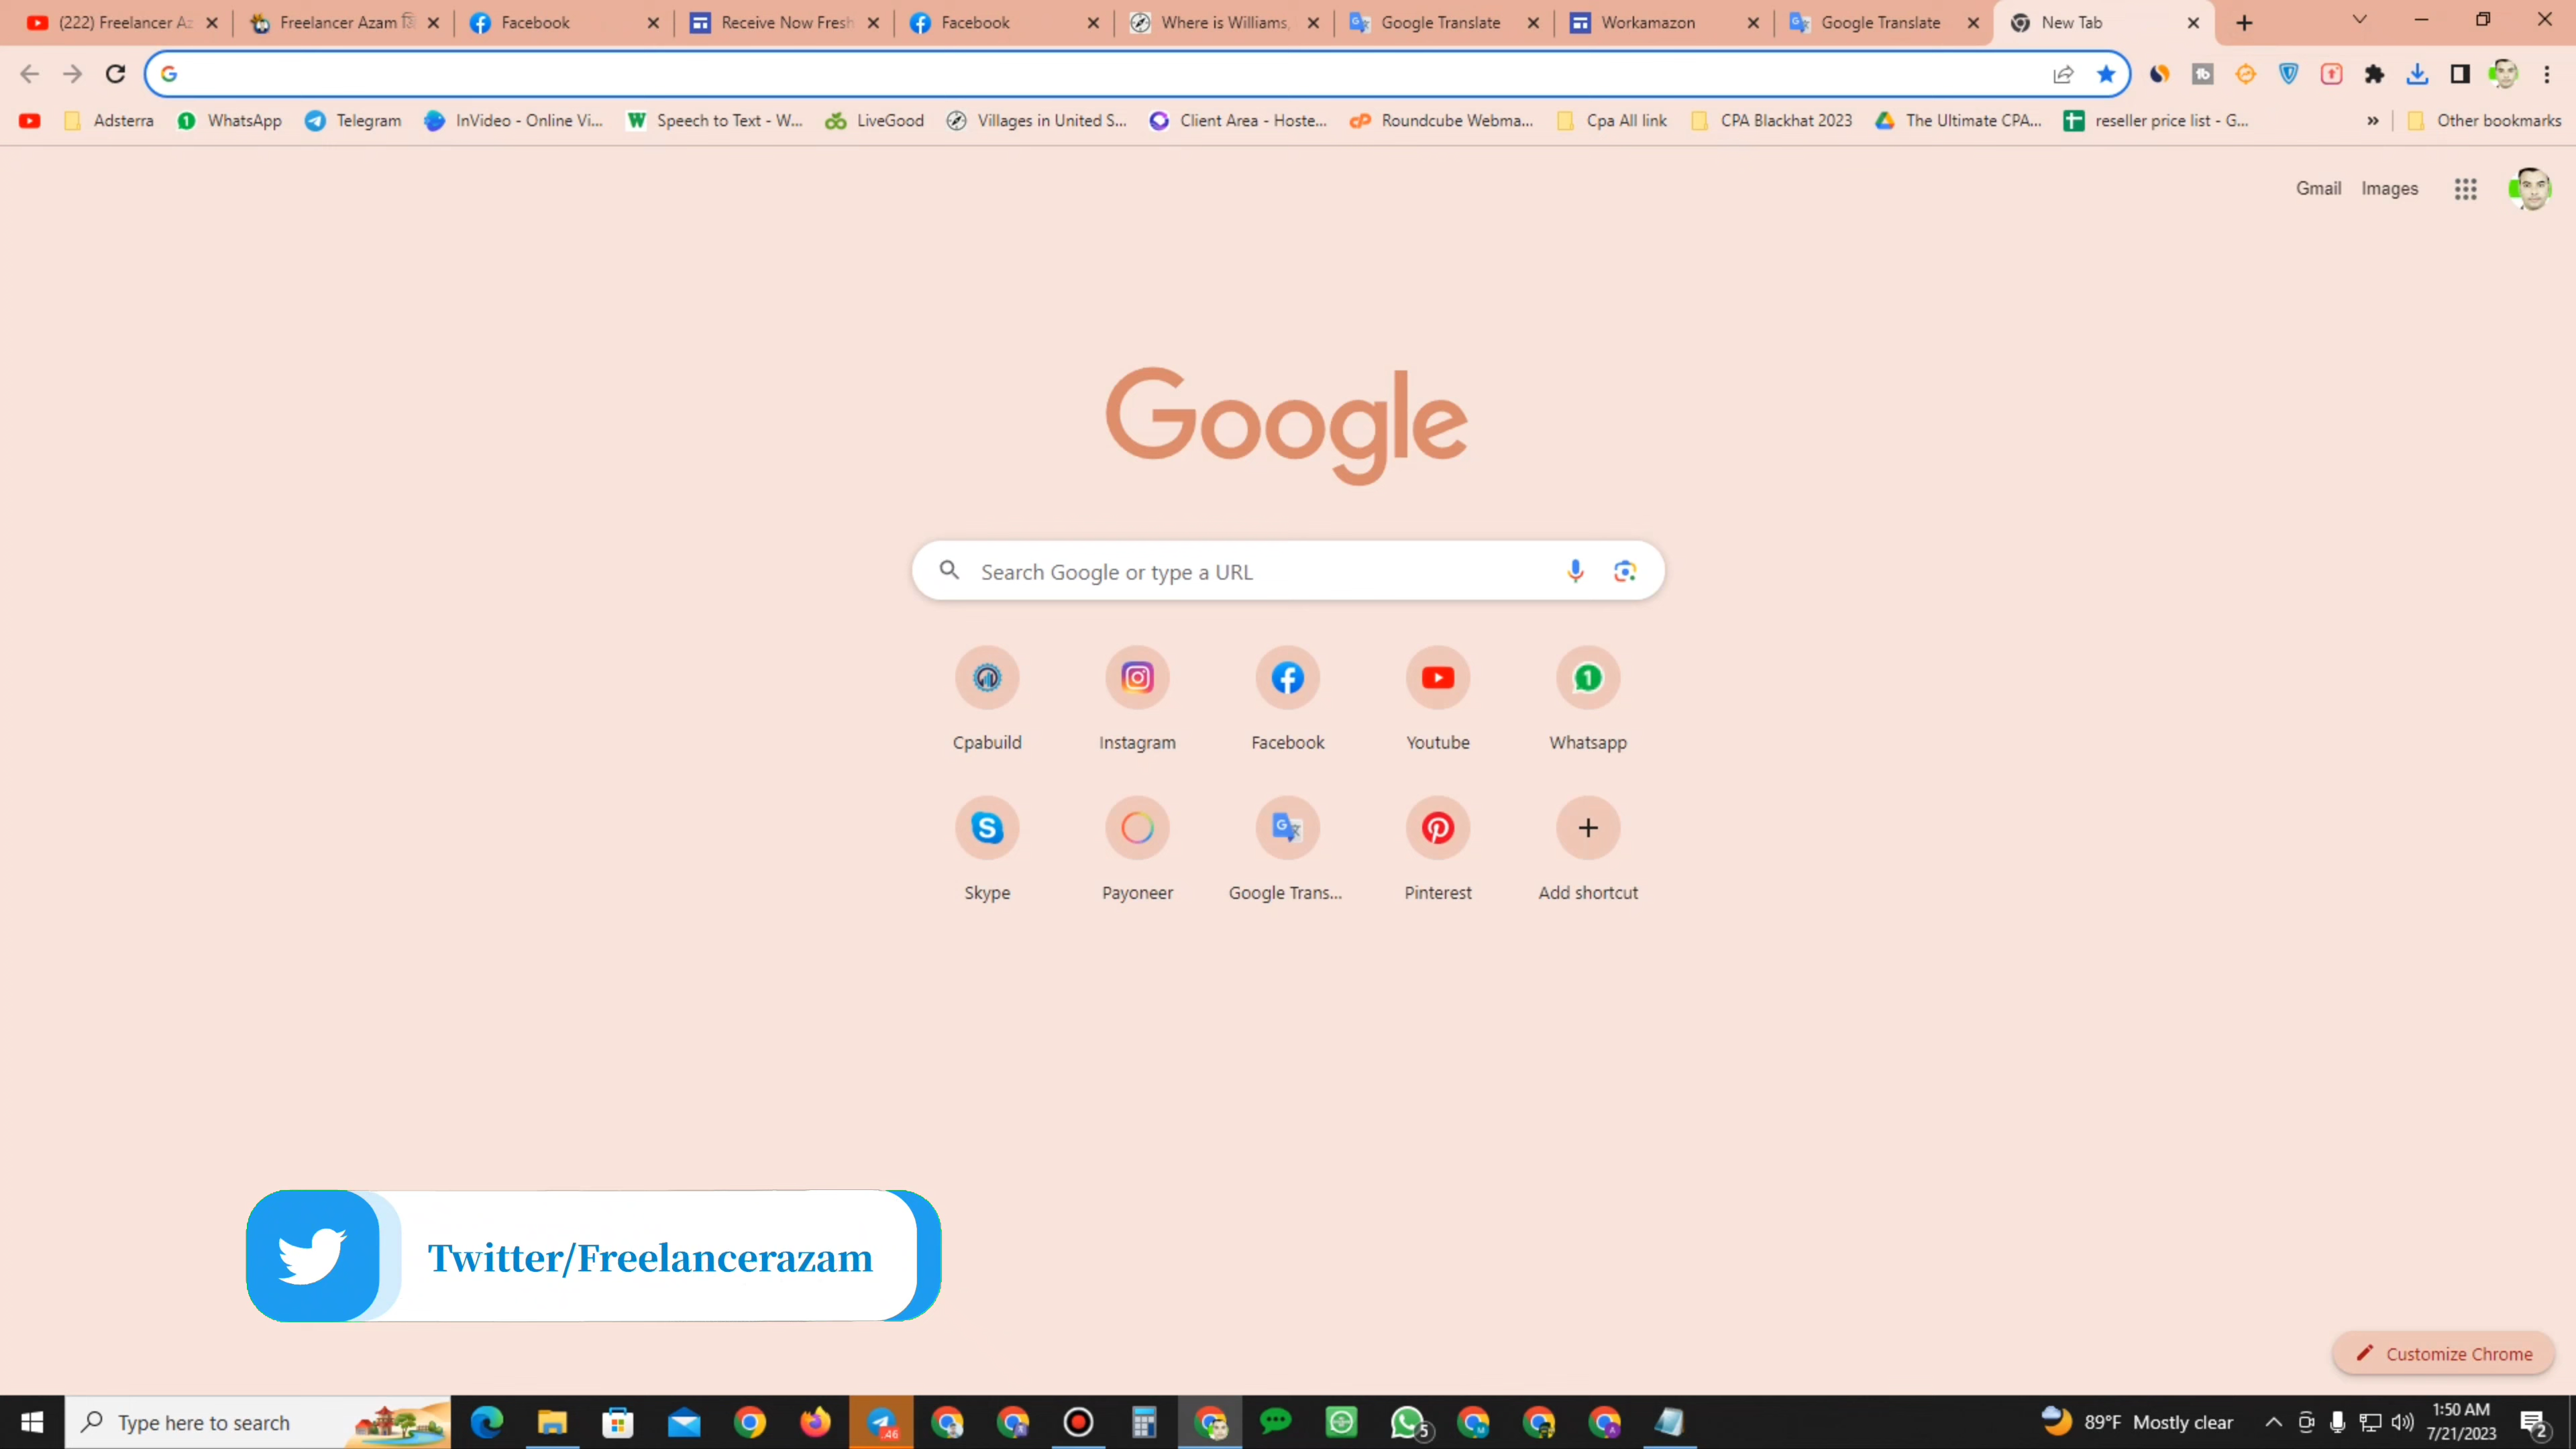 (222) Freelancer Az
Freelancer Azam
Facebook
Receive Now Fresh
Facebook
Where is Williams,
Google Translate
Workamazon
Google Translate
New Tab
Adsterra
WhatsApp
Telegram
InVideo - Online Vi...
Speech to Text - W...
LiveGood
Villages in United S...
Client Area - Hoste...
Roundcube Webma...
Cpa All link
CPA Blackhat 2023
The Ultimate CPA...
reseller price list - G...
»
Other bookmarks
Gmail
Images
Google
Search Google or type a URL
Cpabuild
Instagram
Facebook
Youtube
Whatsapp
Skype
Payoneer
Google Trans...
Pinterest
Add shortcut
Twitter/Freelancerazam
Customize Chrome
Type here to search
.46
5
89°F Mostly clear
1:50 AM
7/21/2023
2